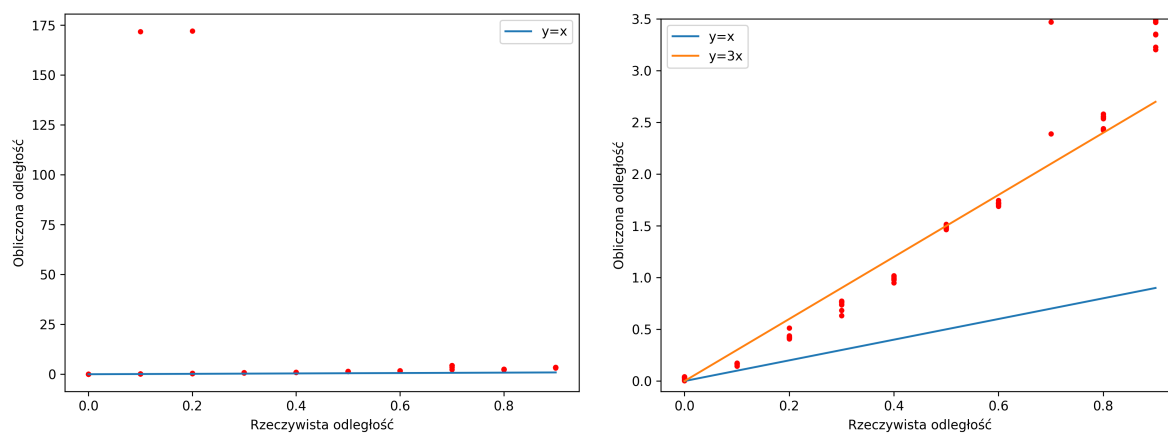 175
150
125
100
75
50
25
0
0.0 0.2 0.4 0.6 0.8
Obliczona odległość
Rzeczywista odległość
y=x
3.5
3.0
2.5
2.0
1.5
1.0
0.5
0.0
0.0 0.2 0.4 0.6 0.8
Obliczona odległość
Rzeczywista odległość
y=x
y=3x